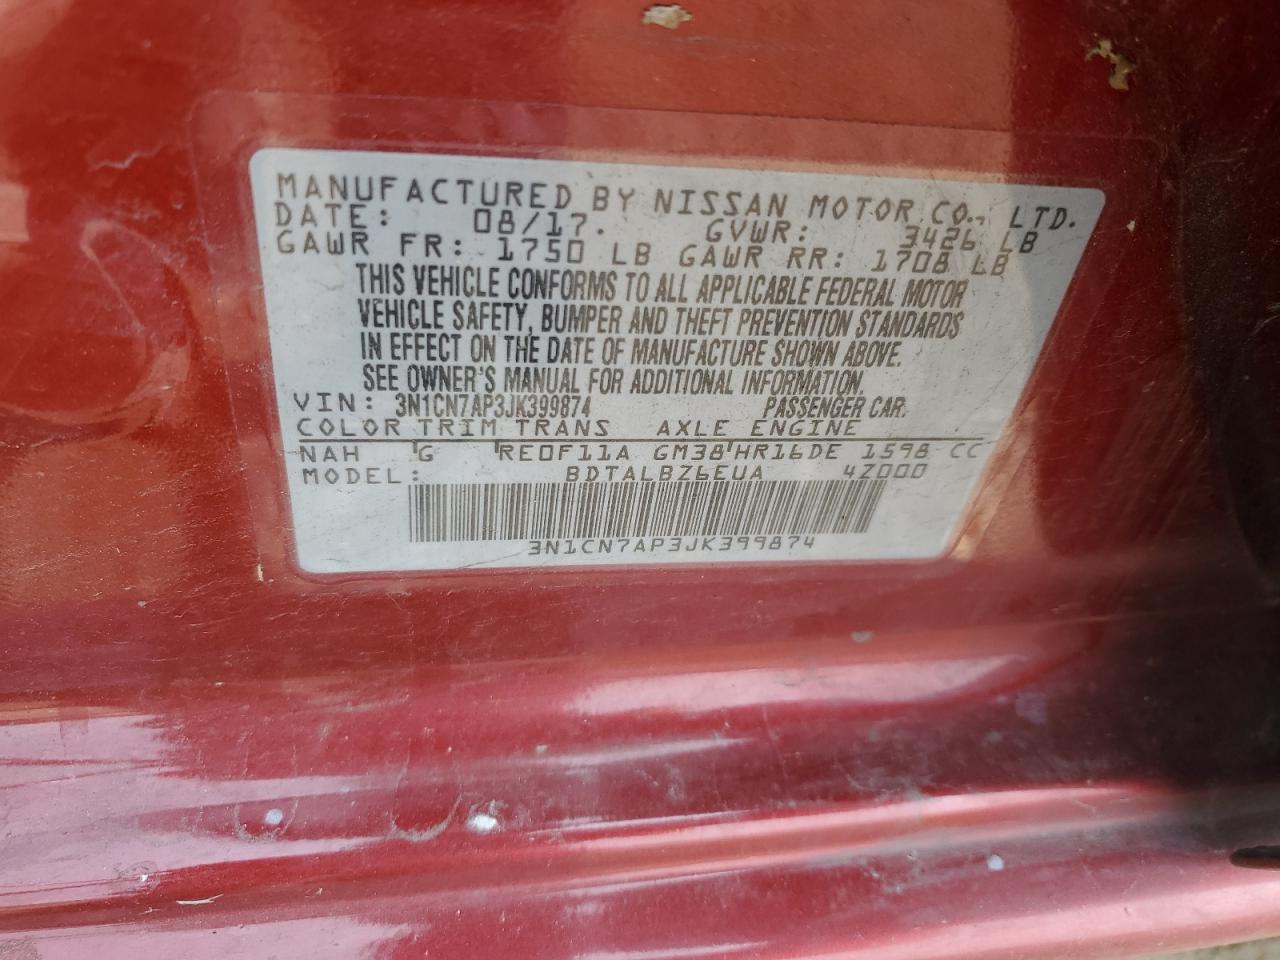 MANUFACTURED BY NISSAN MOTOR CO., LTD.
DATE: 08/17. GVWR: 3426 LB
GAWR FR: 1750 LB GAWR RR: 1708 LB
THIS VEHICLE CONFORMS TO ALL APPLICABLE FEDERAL MOTOR
VEHICLE SAFETY, BUMPER AND THEFT PREVENTION STANDARDS
IN EFFECT ON THE DATE OF MANUFACTURE SHOWN ABOVE.
SEE OWNER'S MANUAL FOR ADDITIONAL INFORMATION.
VIN: 3N1CN7AP3JK399874 PASSENGER CAR.
COLOR TRIM TRANS AXLE ENGINE
NAH G RE0F11A GM38 HR16DE 1598 CC
MODEL: BDTALBZ6EUA 4Z000
3N1CN7AP3JK399874